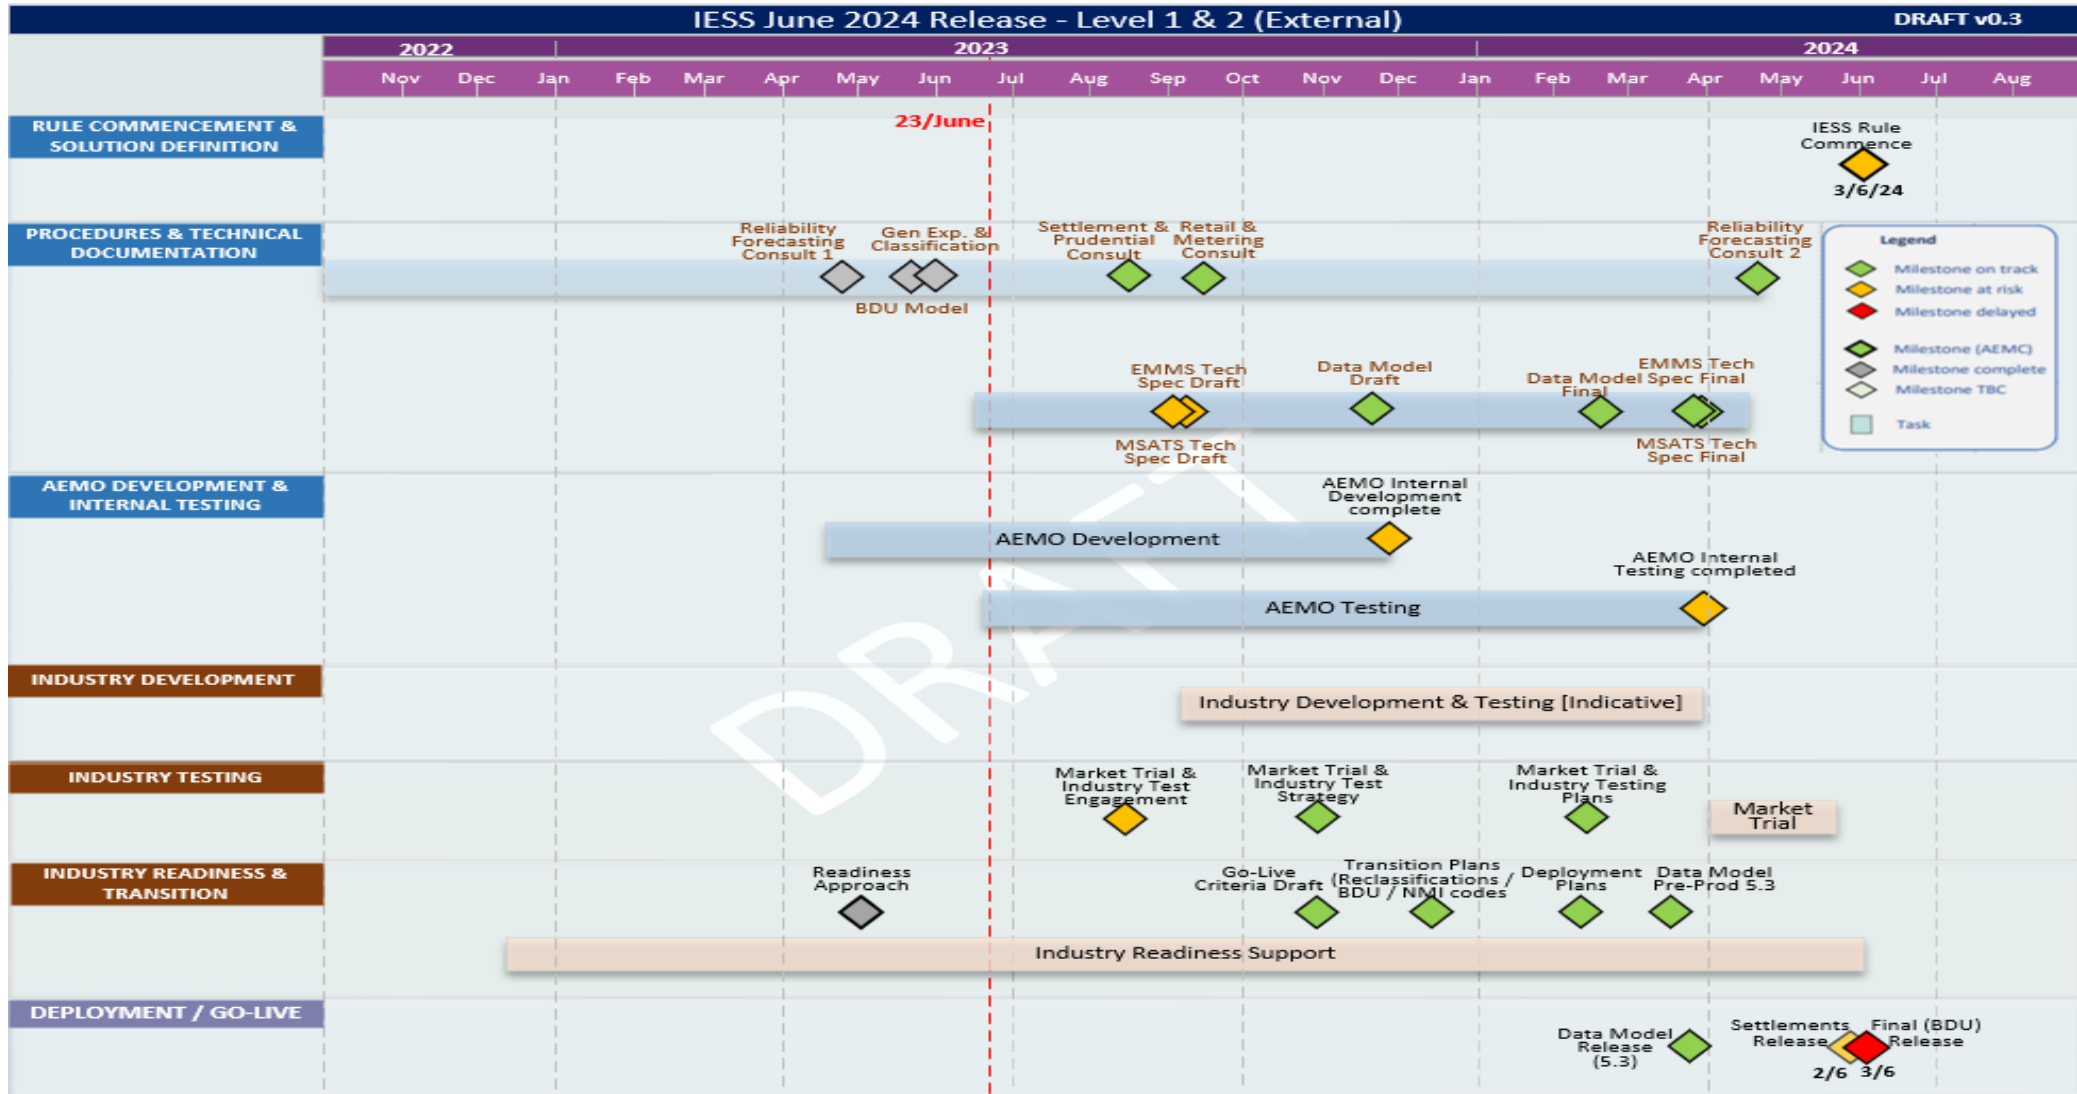 IESS June 2024 Release - Level 1 & 2 (External)
DRAFT v0.3
2022
2023
2024
Nov Dec Jan Feb Mar Apr May Jun Jul Aug Sep Oct Nov Dec Jan Feb Mar Apr May Jun Jul Aug
23/June
RULE COMMENCEMENT &
SOLUTION DEFINITION
IESS Rule
Commence
3/6/24
PROCEDURES & TECHNICAL
DOCUMENTATION
Reliability
Forecasting
Consult 1
Gen Exp. &
Classification
BDU Model
Settlement &
Prudential
Consult
Retail &
Metering
Consult
Reliability
Forecasting
Consult 2
Legend
Milestone on track
Milestone at risk
Milestone delayed
Milestone (AEMC)
Milestone complete
Milestone TBC
Task
EMMS Tech
Spec Draft
MSATS Tech
Spec Draft
Data Model
Draft
Data Model
Final
EMMS Tech
Spec Final
MSATS Tech
Spec Final
AEMO DEVELOPMENT &
INTERNAL TESTING
AEMO Internal
Development
complete
AEMO Development
AEMO Internal
Testing completed
AEMO Testing
DRAFT
INDUSTRY DEVELOPMENT
Industry Development & Testing [Indicative]
INDUSTRY TESTING
Market Trial &
Industry Test
Engagement
Market Trial &
Industry Test
Strategy
Market Trial &
Industry Testing
Plans
Market
Trial
INDUSTRY READINESS &
TRANSITION
Readiness
Approach
Go-Live
Criteria Draft
Transition Plans
(Reclassifications /
BDU / NMI codes
Deployment
Plans
Data Model
Pre-Prod 5.3
Industry Readiness Support
DEPLOYMENT / GO-LIVE
Data Model
Release
(5.3)
Settlements
Release
2/6
Final (BDU)
Release
3/6